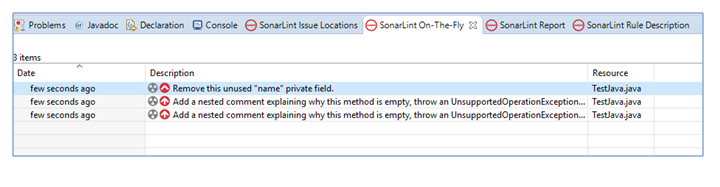 Problems Javadoc Declaration Console SonarLint Issue Locations SonarLint On-The-Fly SonarLint Report SonarLint Rule Description
3 items
Date Description Resource
few seconds ago Remove this unused "name" private field. TestJava.java
few seconds ago Add a nested comment explaining why this method is empty, throw an UnsupportedOperationException... TestJava.java
few seconds ago Add a nested comment explaining why this method is empty, throw an UnsupportedOperationException... TestJava.java